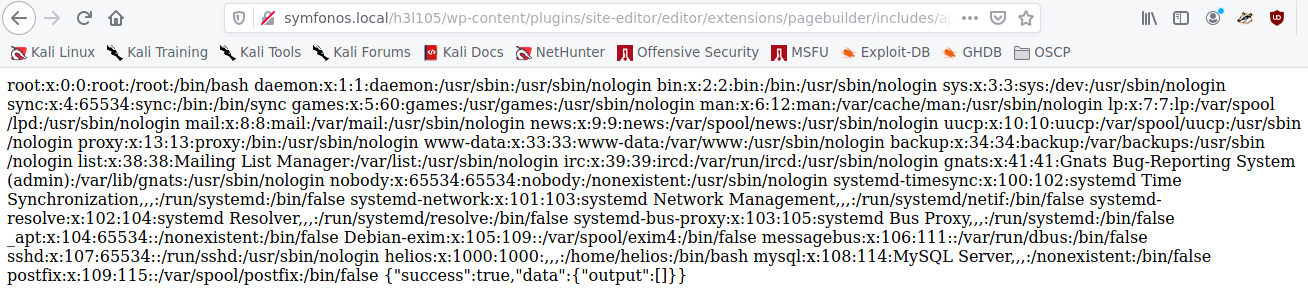 symfonos.local/h3l105/wp-content/plugins/site-editor/editor/extensions/pagebuilder/includes/aj
Kali Linux Kali Training Kali Tools Kali Forums Kali Docs NetHunter Offensive Security MSFU Exploit-DB GHDB OSCP
root:x:0:0:root:/root:/bin/bash daemon:x:1:1:daemon:/usr/sbin:/usr/sbin/nologin bin:x:2:2:bin:/bin:/usr/sbin/nologin sys:x:3:3:sys:/dev:/usr/sbin/nologin
sync:x:4:65534:sync:/bin:/bin/sync games:x:5:60:games:/usr/games:/usr/sbin/nologin man:x:6:12:man:/var/cache/man:/usr/sbin/nologin lp:x:7:7:lp:/var/spool
/lpd:/usr/sbin/nologin mail:x:8:8:mail:/var/mail:/usr/sbin/nologin news:x:9:9:news:/var/spool/news:/usr/sbin/nologin uucp:x:10:10:uucp:/var/spool/uucp:/usr/sbin
/nologin proxy:x:13:13:proxy:/bin:/usr/sbin/nologin www-data:x:33:33:www-data:/var/www:/usr/sbin/nologin backup:x:34:34:backup:/var/backups:/usr/sbin
/nologin list:x:38:38:Mailing List Manager:/var/list:/usr/sbin/nologin irc:x:39:39:ircd:/var/run/ircd:/usr/sbin/nologin gnats:x:41:41:Gnats Bug-Reporting System
(admin):/var/lib/gnats:/usr/sbin/nologin nobody:x:65534:65534:nobody:/nonexistent:/usr/sbin/nologin systemd-timesync:x:100:102:systemd Time
Synchronization,,,:/run/systemd:/bin/false systemd-network:x:101:103:systemd Network Management,,,:/run/systemd/netif:/bin/false systemd-
resolve:x:102:104:systemd Resolver,,,:/run/systemd/resolve:/bin/false systemd-bus-proxy:x:103:105:systemd Bus Proxy,,,:/run/systemd:/bin/false
_apt:x:104:65534::/nonexistent:/bin/false Debian-exim:x:105:109::/var/spool/exim4:/bin/false messagebus:x:106:111::/var/run/dbus:/bin/false
sshd:x:107:65534::/run/sshd:/usr/sbin/nologin helios:x:1000:1000:,,,:/home/helios:/bin/bash mysql:x:108:114:MySQL Server,,,:/nonexistent:/bin/false
postfix:x:109:115::/var/spool/postfix:/bin/false {"success":true,"data":{"output":[]}}